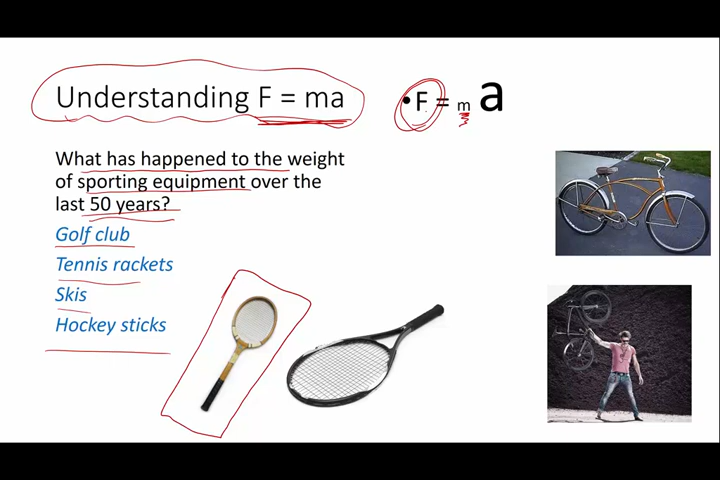 Understanding F = ma
•F = m a
What has happened to the weight
of sporting equipment over the
last 50 years?
Golf club
Tennis rackets
Skis
Hockey sticks